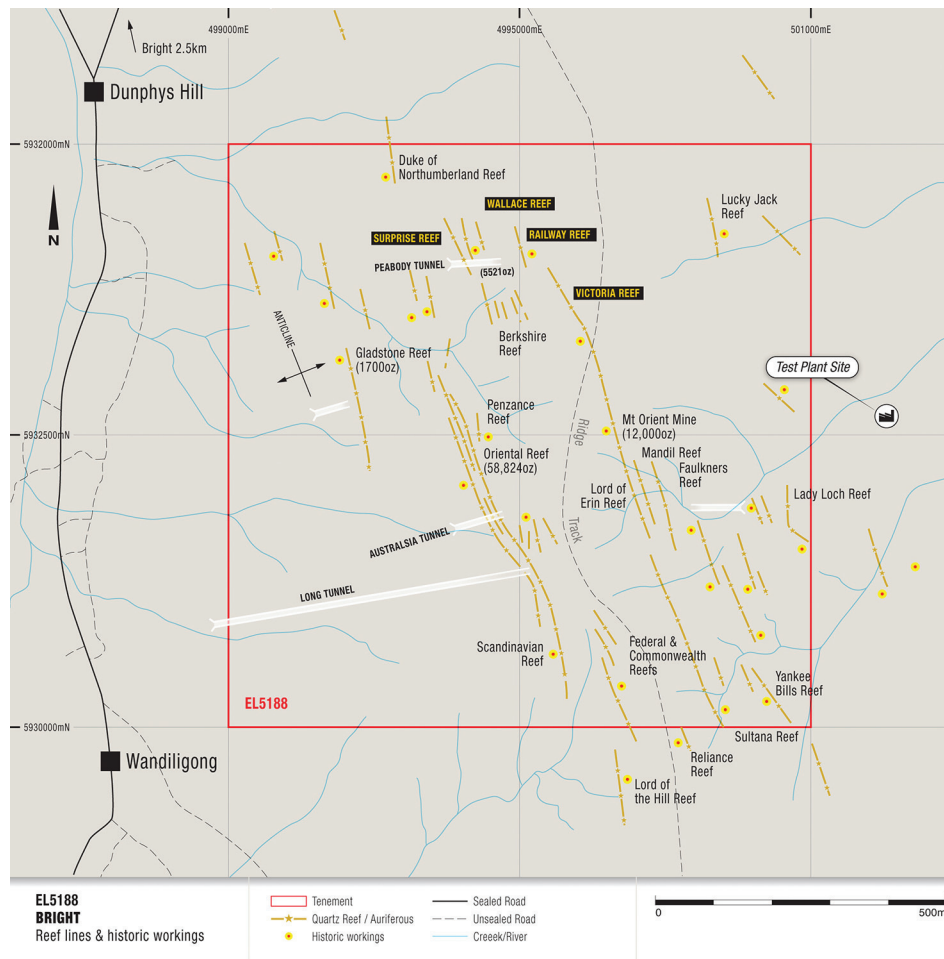 499000mE
499500mE
501000mE
Bright 2.5km
Dunphys Hill
5932000mN
Duke of
Northumberland Reef
WALLACE REEF
Lucky Jack
Reef
SURPRISE REEF
RAILWAY REEF
N
PEABODY TUNNEL
(5521oz)
VICTORIA REEF
ANTICLINE
Berkshire
Reef
Gladstone Reef
(1700oz)
Test Plant Site
Penzance
Reef
Mt Orient Mine
(12,000oz)
5932500mN
Ridge
Oriental Reef
(58,824oz)
Mandil Reef
Faulkners
Reef
Lord of
Erin Reef
Lady Loch Reef
Track
AUSTRALSIA TUNNEL
LONG TUNNEL
Scandinavian
Reef
Federal &
Commonwealth
Reefs
Yankee
Bills Reef
EL5188
5930000mN
Sultana Reef
Wandiligong
Reliance
Reef
Lord of
the Hill Reef
EL5188
BRIGHT
Reef lines & historic workings
Tenement
Quartz Reef / Auriferous
Historic workings
Sealed Road
Unsealed Road
Creeek/River
0
500m